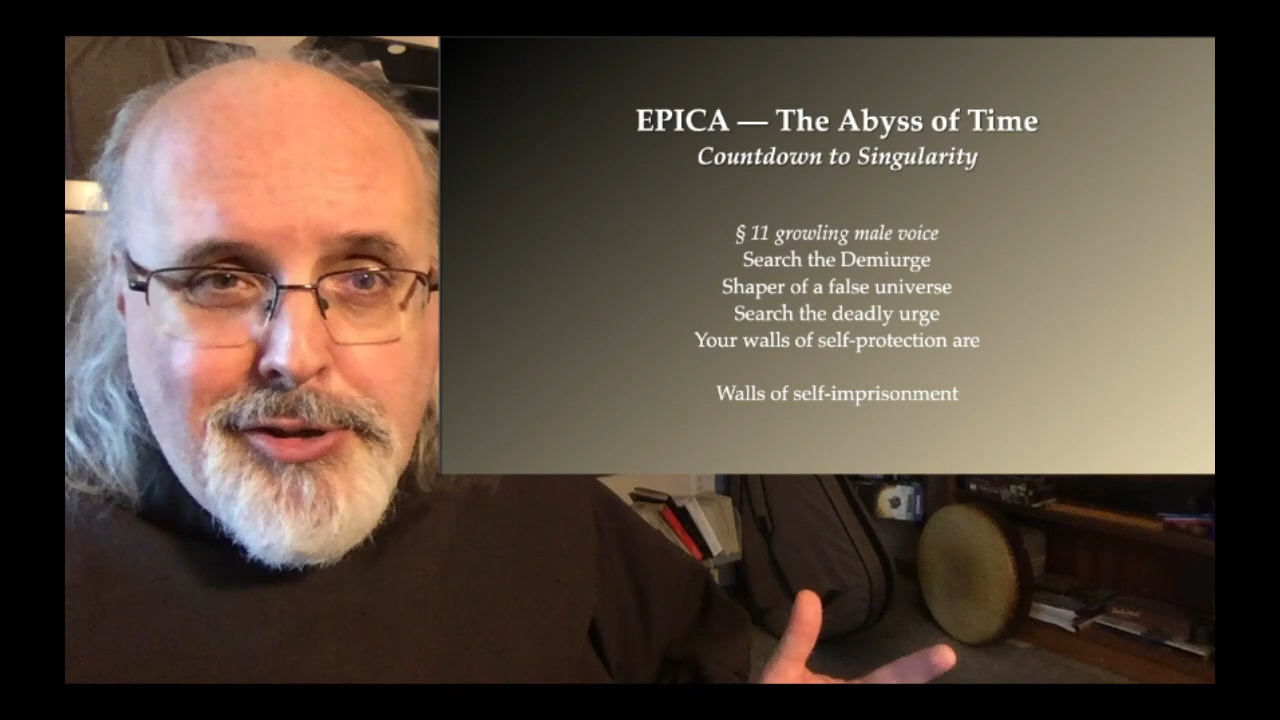 EPICA — The Abyss of Time
Countdown to Singularity
§ 11 growling male voice
Search the Demiurge
Shaper of a false universe
Search the deadly urge
Your walls of self-protection are
Walls of self-imprisonment